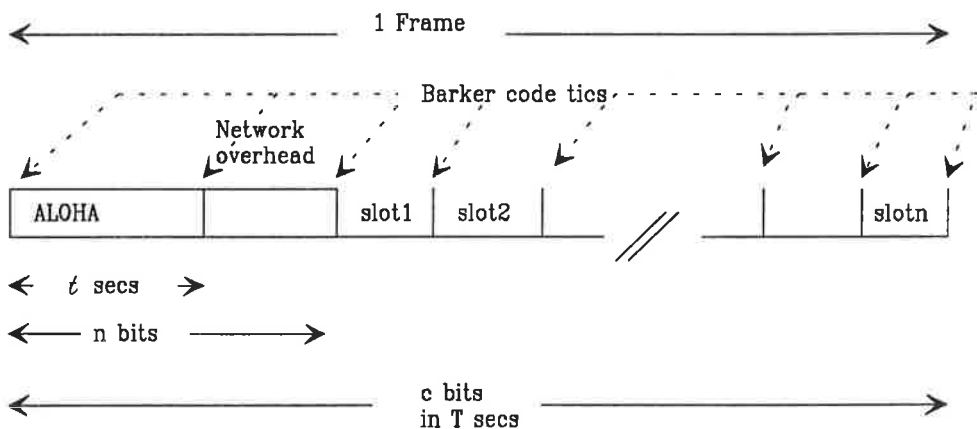 1 Frame
Barker code tics
Network
overhead
ALOHA
slot1
slot2
slotn
t secs
n bits
c bits
in T secs